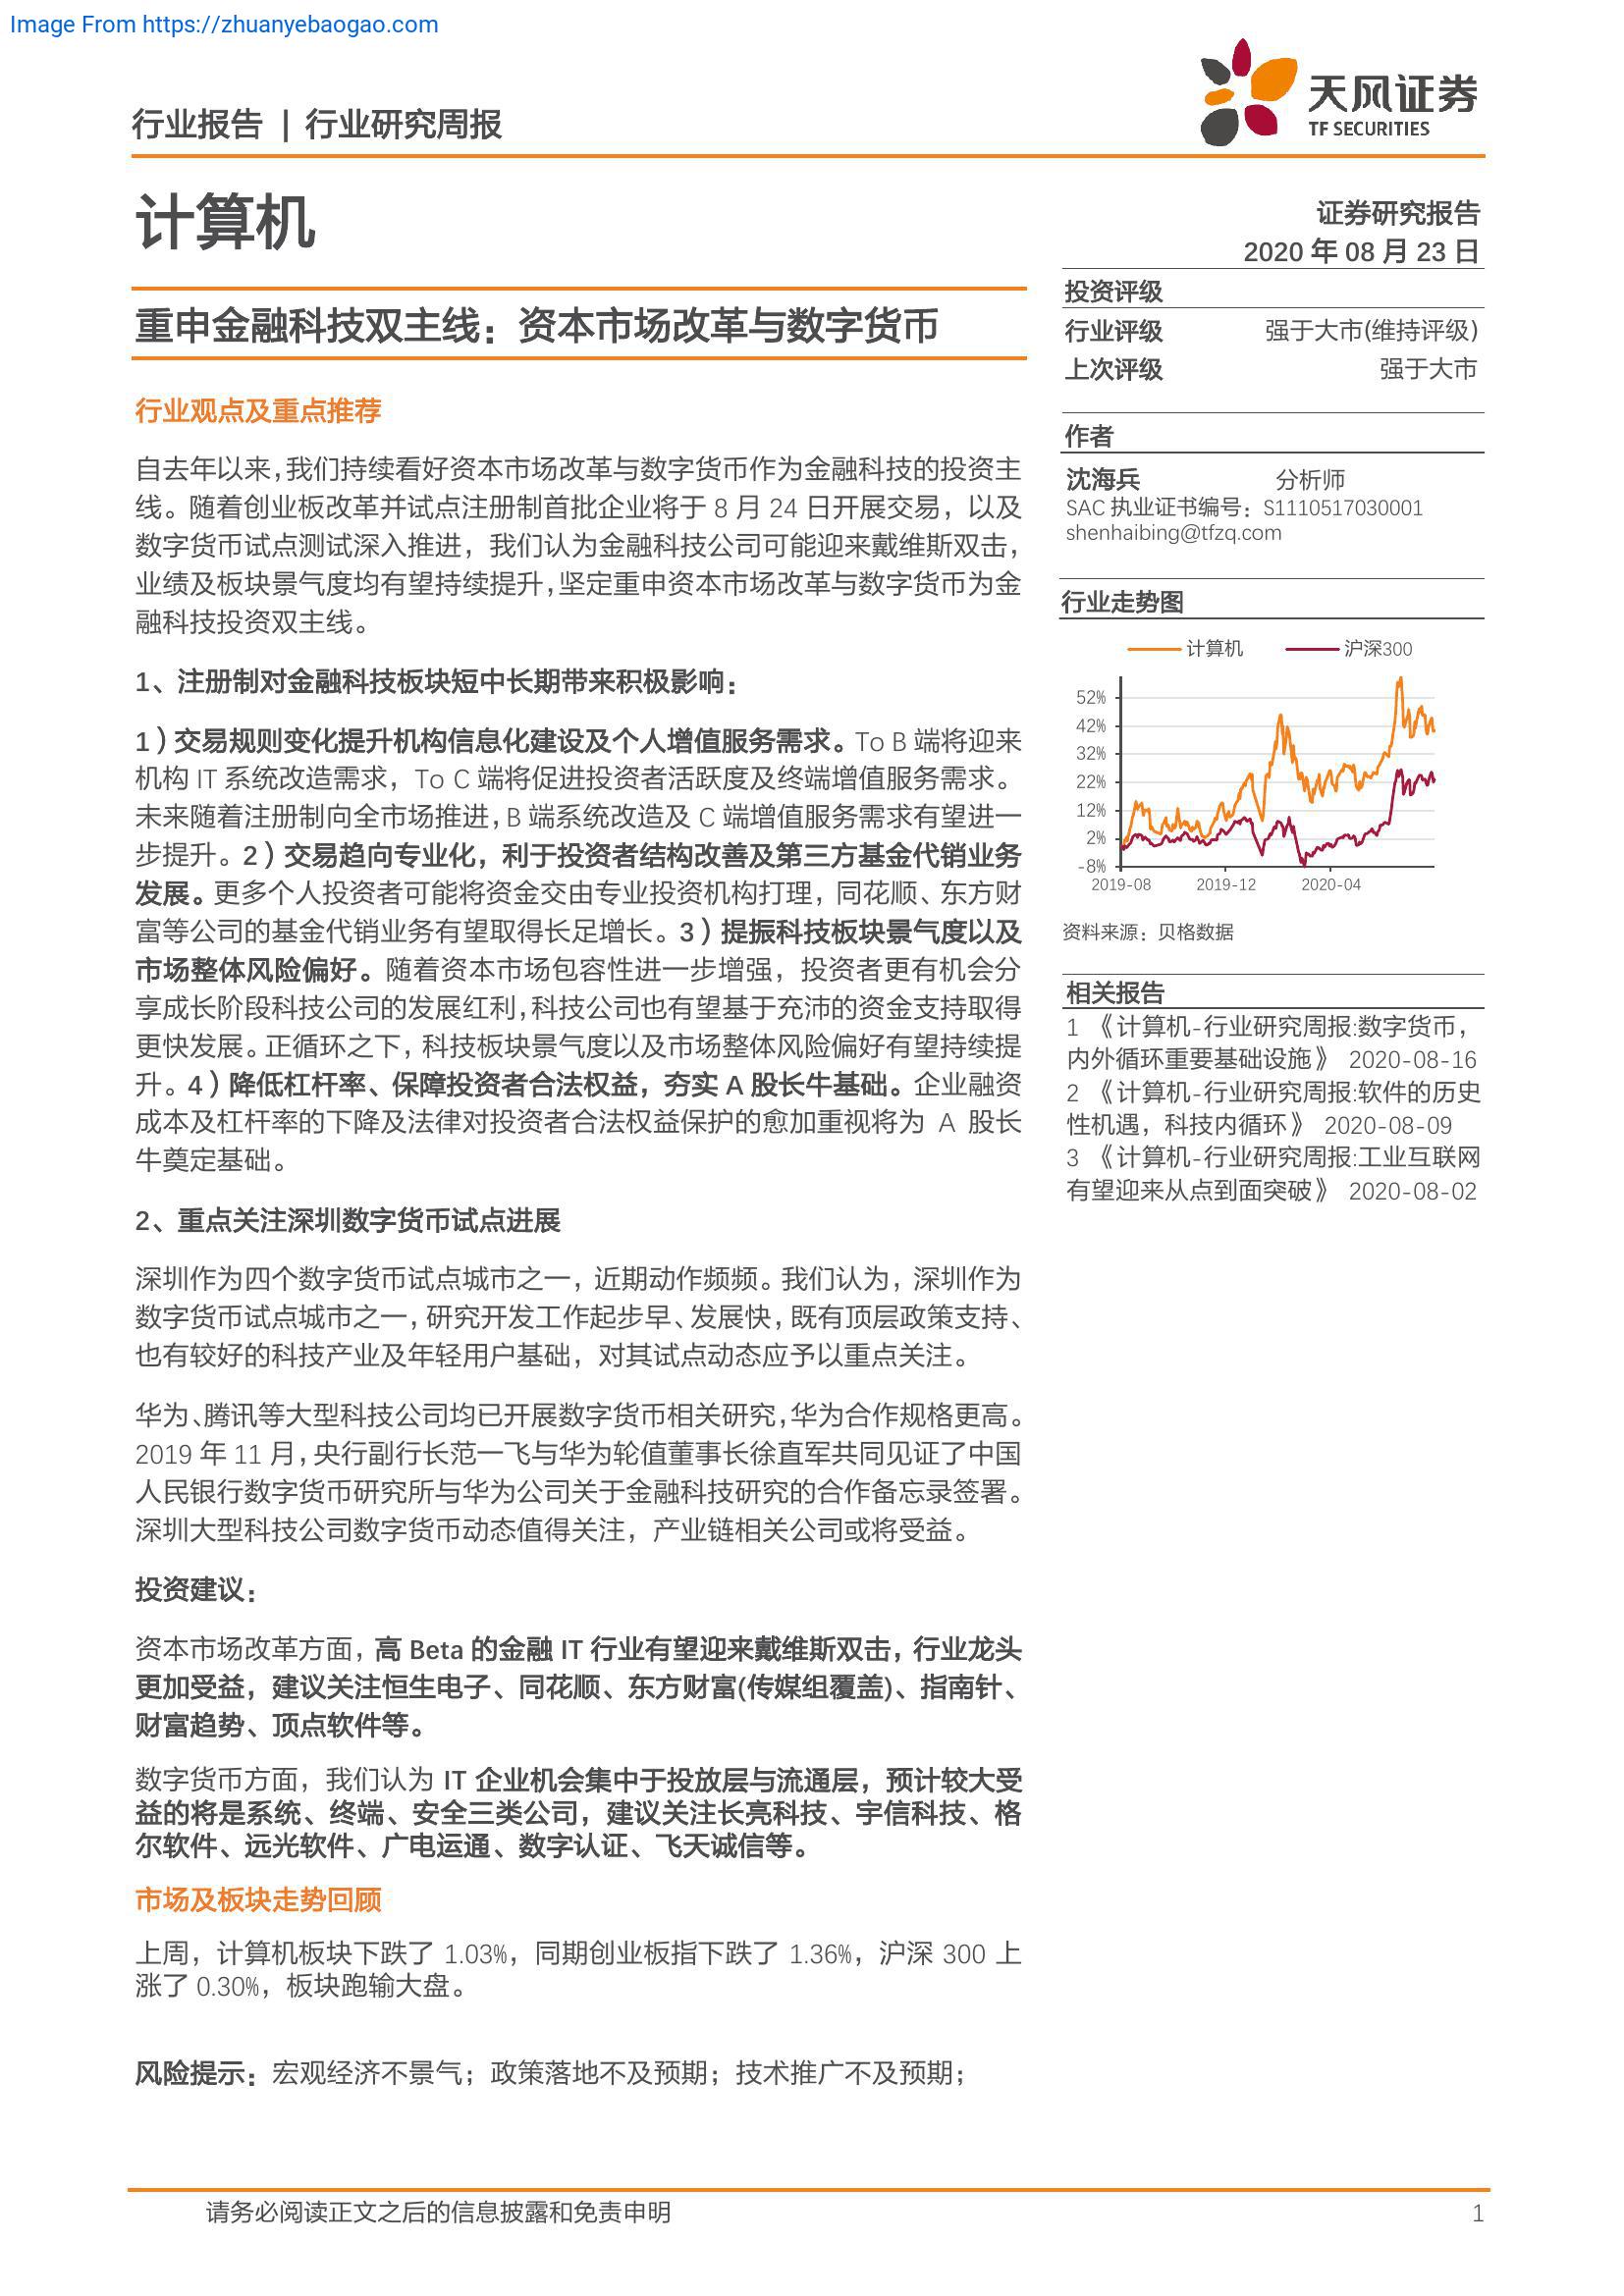 Image From https://zhuanyebaogao.com
行业报告 | 行业研究周报
天风证券
TF SECURITIES
计算机
证券研究报告
2020 年 08 月 23 日
重申金融科技双主线：资本市场改革与数字货币
行业观点及重点推荐
自去年以来，我们持续看好资本市场改革与数字货币作为金融科技的投资主
线。随着创业板改革并试点注册制首批企业将于 8 月 24 日开展交易，以及
数字货币试点测试深入推进，我们认为金融科技公司可能迎来戴维斯双击，
业绩及板块景气度均有望持续提升，坚定重申资本市场改革与数字货币为金
融科技投资双主线。
1、注册制对金融科技板块短中长期带来积极影响：
1）交易规则变化提升机构信息化建设及个人增值服务需求。To B 端将迎来
机构 IT 系统改造需求，To C 端将促进投资者活跃度及终端增值服务需求。
未来随着注册制向全市场推进，B 端系统改造及 C 端增值服务需求有望进一
步提升。2）交易趋向专业化，利于投资者结构改善及第三方基金代销业务
发展。更多个人投资者可能将资金交由专业投资机构打理，同花顺、东方财
富等公司的基金代销业务有望取得长足增长。3）提振科技板块景气度以及
市场整体风险偏好。随着资本市场包容性进一步增强，投资者更有机会分
享成长阶段科技公司的发展红利，科技公司也有望基于充沛的资金支持取得
更快发展。正循环之下，科技板块景气度以及市场整体风险偏好有望持续提
升。4）降低杠杆率、保障投资者合法权益，夯实 A 股长牛基础。企业融资
成本及杠杆率的下降及法律对投资者合法权益保护的愈加重视将为 A 股长
牛奠定基础。
2、重点关注深圳数字货币试点进展
深圳作为四个数字货币试点城市之一，近期动作频频。我们认为，深圳作为
数字货币试点城市之一，研究开发工作起步早、发展快，既有顶层政策支持、
也有较好的科技产业及年轻用户基础，对其试点动态应予以重点关注。
华为、腾讯等大型科技公司均已开展数字货币相关研究，华为合作规格更高。
2019 年 11 月，央行副行长范一飞与华为轮值董事长徐直军共同见证了中国
人民银行数字货币研究所与华为公司关于金融科技研究的合作备忘录签署。
深圳大型科技公司数字货币动态值得关注，产业链相关公司或将受益。
投资建议：
资本市场改革方面，高 Beta 的金融 IT 行业有望迎来戴维斯双击，行业龙头
更加受益，建议关注恒生电子、同花顺、东方财富(传媒组覆盖)、指南针、
财富趋势、顶点软件等。
数字货币方面，我们认为 IT 企业机会集中于投放层与流通层，预计较大受
益的将是系统、终端、安全三类公司，建议关注长亮科技、宇信科技、格
尔软件、远光软件、广电运通、数字认证、飞天诚信等。
市场及板块走势回顾
上周，计算机板块下跌了 1.03%，同期创业板指下跌了 1.36%，沪深 300 上
涨了 0.30%，板块跑输大盘。
风险提示：宏观经济不景气；政策落地不及预期；技术推广不及预期；
投资评级
行业评级 强于大市(维持评级)
上次评级 强于大市
作者
沈海兵 分析师
SAC 执业证书编号：S1110517030001
shenhaibing@tfzq.com
行业走势图
计算机 沪深300
52%
42%
32%
22%
12%
2%
-8%
2019-08 2019-12 2020-04
资料来源：贝格数据
相关报告
1 《计算机-行业研究周报:数字货币，
内外循环重要基础设施》 2020-08-16
2 《计算机-行业研究周报:软件的历史
性机遇，科技内循环》 2020-08-09
3 《计算机-行业研究周报:工业互联网
有望迎来从点到面突破》 2020-08-02
请务必阅读正文之后的信息披露和免责申明 1